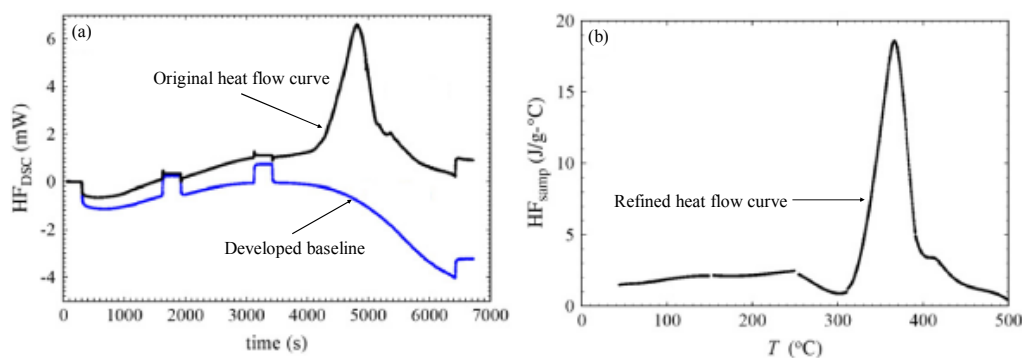 (a)
6
4
2
0
-2
-4
HF_DSC (mW)
Original heat flow curve
Developed baseline
0 1000 2000 3000 4000 5000 6000 7000
time (s)
(b)
20
15
10
5
0
HF_samp (J/g-°C)
Refined heat flow curve
0 100 200 300 400 500
T (°C)